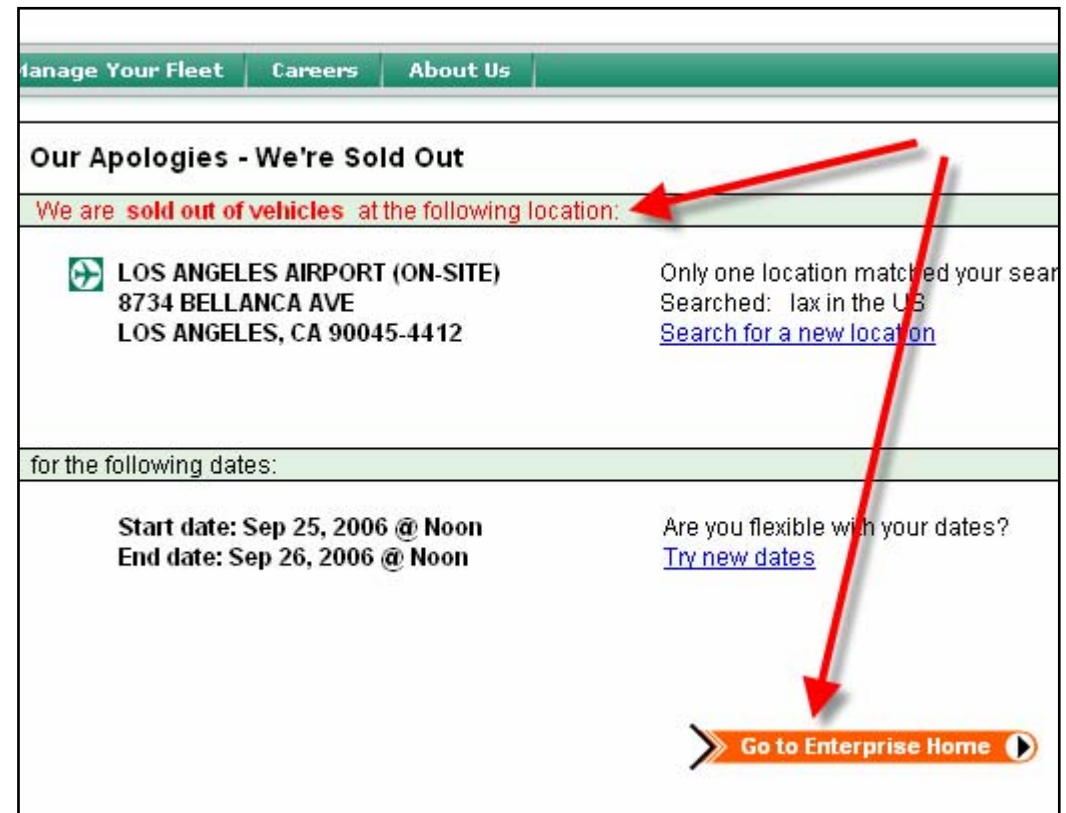 Manage Your Fleet Careers About Us
Our Apologies - We're Sold Out
We are sold out of vehicles at the following location:
LOS ANGELES AIRPORT (ON-SITE)
8734 BELLANCA AVE
LOS ANGELES, CA 90045-4412
Only one location matched your sear
Searched: lax in the US
Search for a new location
for the following dates:
Start date: Sep 25, 2006 @ Noon
End date: Sep 26, 2006 @ Noon
Are you flexible with your dates?
Try new dates
Go to Enterprise Home